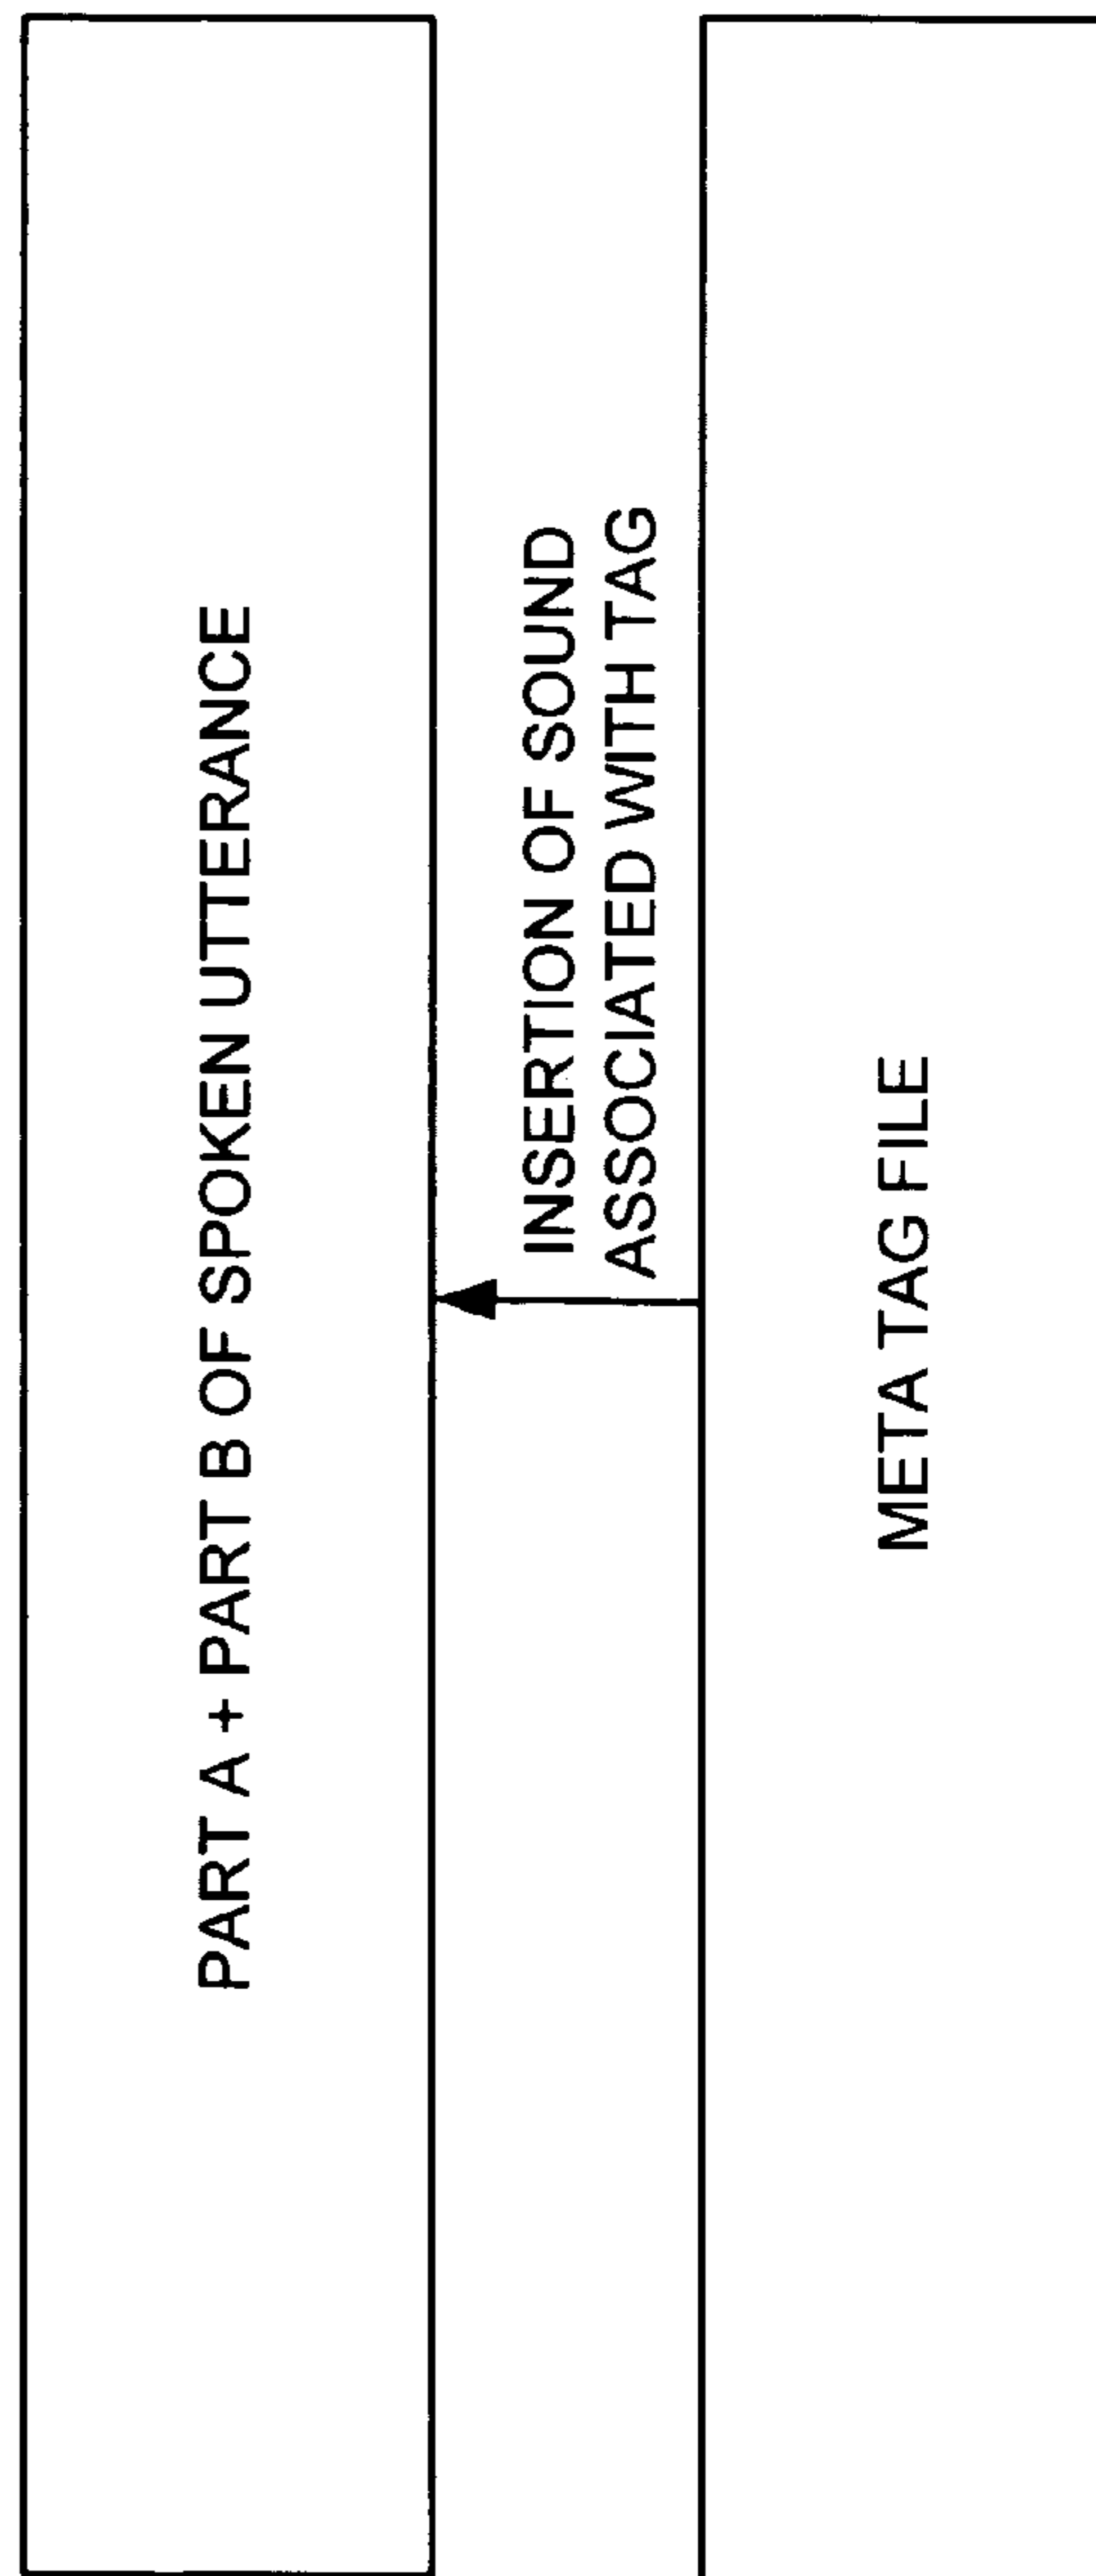 PART A + PART B OF SPOKEN UTTERANCE
INSERTION OF SOUND
ASSOCIATED WITH TAG
META TAG FILE